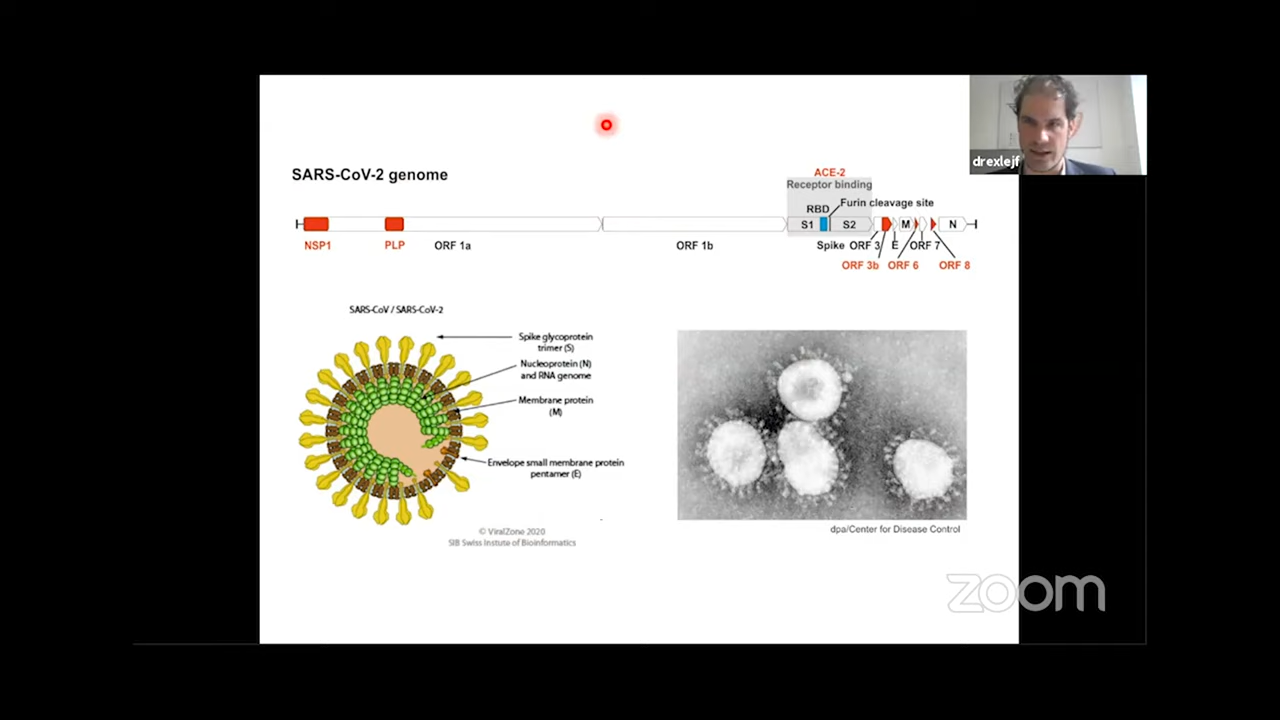 drexlejf
SARS-CoV-2 genome
ACE-2
Receptor binding
RBD
Furin cleavage site
S1
S2
M
N
NSP1
PLP
ORF 1a
ORF 1b
Spike
ORF 3
E
ORF 7
ORF 3b
ORF 6
ORF 8
SARS-CoV / SARS-CoV-2
Spike glycoprotein
trimer (S)
Nucleoprotein (N)
and RNA genome
Membrane protein
(M)
Envelope small membrane protein
pentamer (E)
© ViralZone 2020
SIB Swiss Instute of Bioinformatics
dpa/Center for Disease Control
zoom